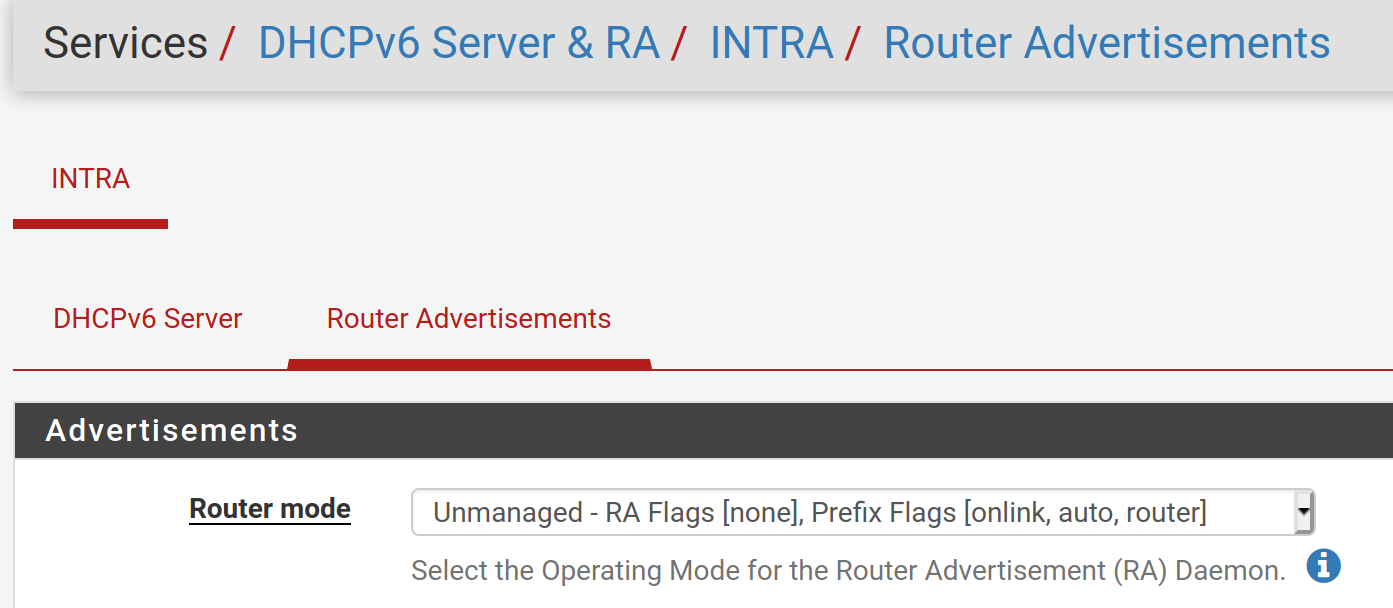 Services / DHCPv6 Server & RA / INTRA / Router Advertisements
INTRA
DHCPv6 Server Router Advertisements
Advertisements
Router mode Unmanaged - RA Flags [none], Prefix Flags [onlink, auto, router]
Select the Operating Mode for the Router Advertisement (RA) Daemon.